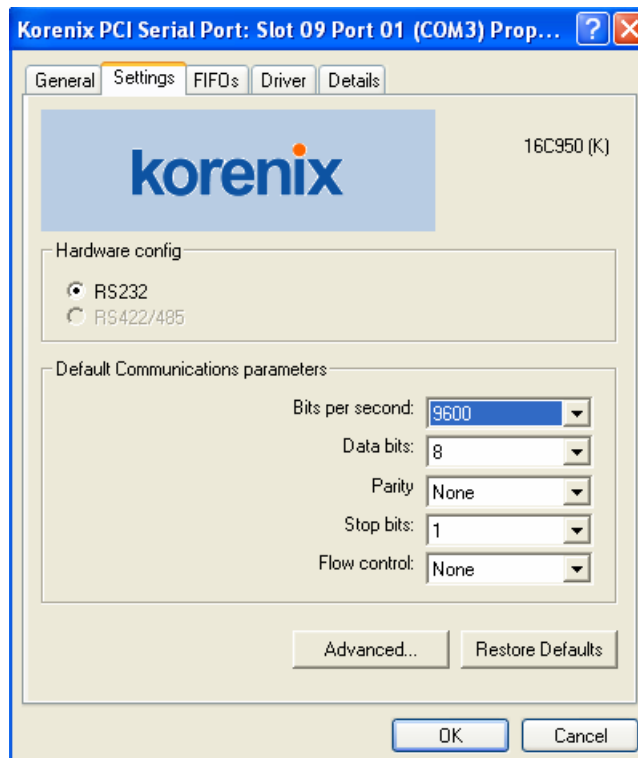 Korenix PCI Serial Port: Slot 09 Port 01 (COM3) Prop...
General Settings FIFOs Driver Details
korenix
16C950 (K)
Hardware config
RS232
RS422/485
Default Communications parameters
Bits per second: 9600
Data bits: 8
Parity None
Stop bits: 1
Flow control: None
Advanced... Restore Defaults
OK Cancel